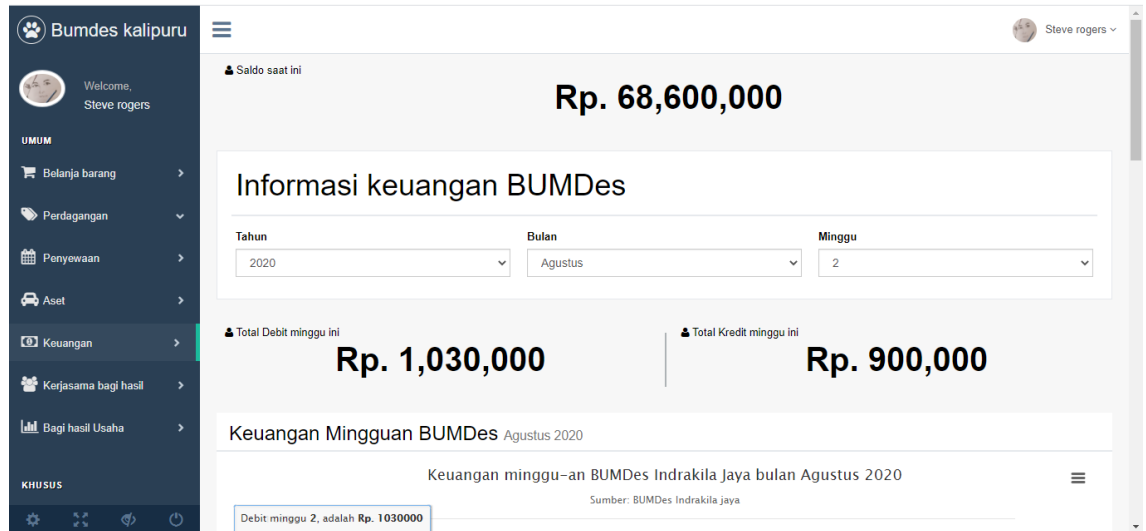 Bumdes kalipuru
Steve rogers
Welcome,
Steve rogers
UMUM
Belanja barang
Perdagangan
Penyewaan
Aset
Keuangan
Kerjasama bagi hasil
Bagi hasil Usaha
KHUSUS
Saldo saat ini
Rp. 68,600,000
Informasi keuangan BUMDes
Tahun Bulan Minggu
2020 Agustus 2
Total Debit minggu ini Total Kredit minggu ini
Rp. 1,030,000 Rp. 900,000
Keuangan Mingguan BUMDes Agustus 2020
Keuangan minggu-an BUMDes Indrakila Jaya bulan Agustus 2020
Sumber: BUMDes Indrakila jaya
Debit minggu 2, adalah Rp. 1030000